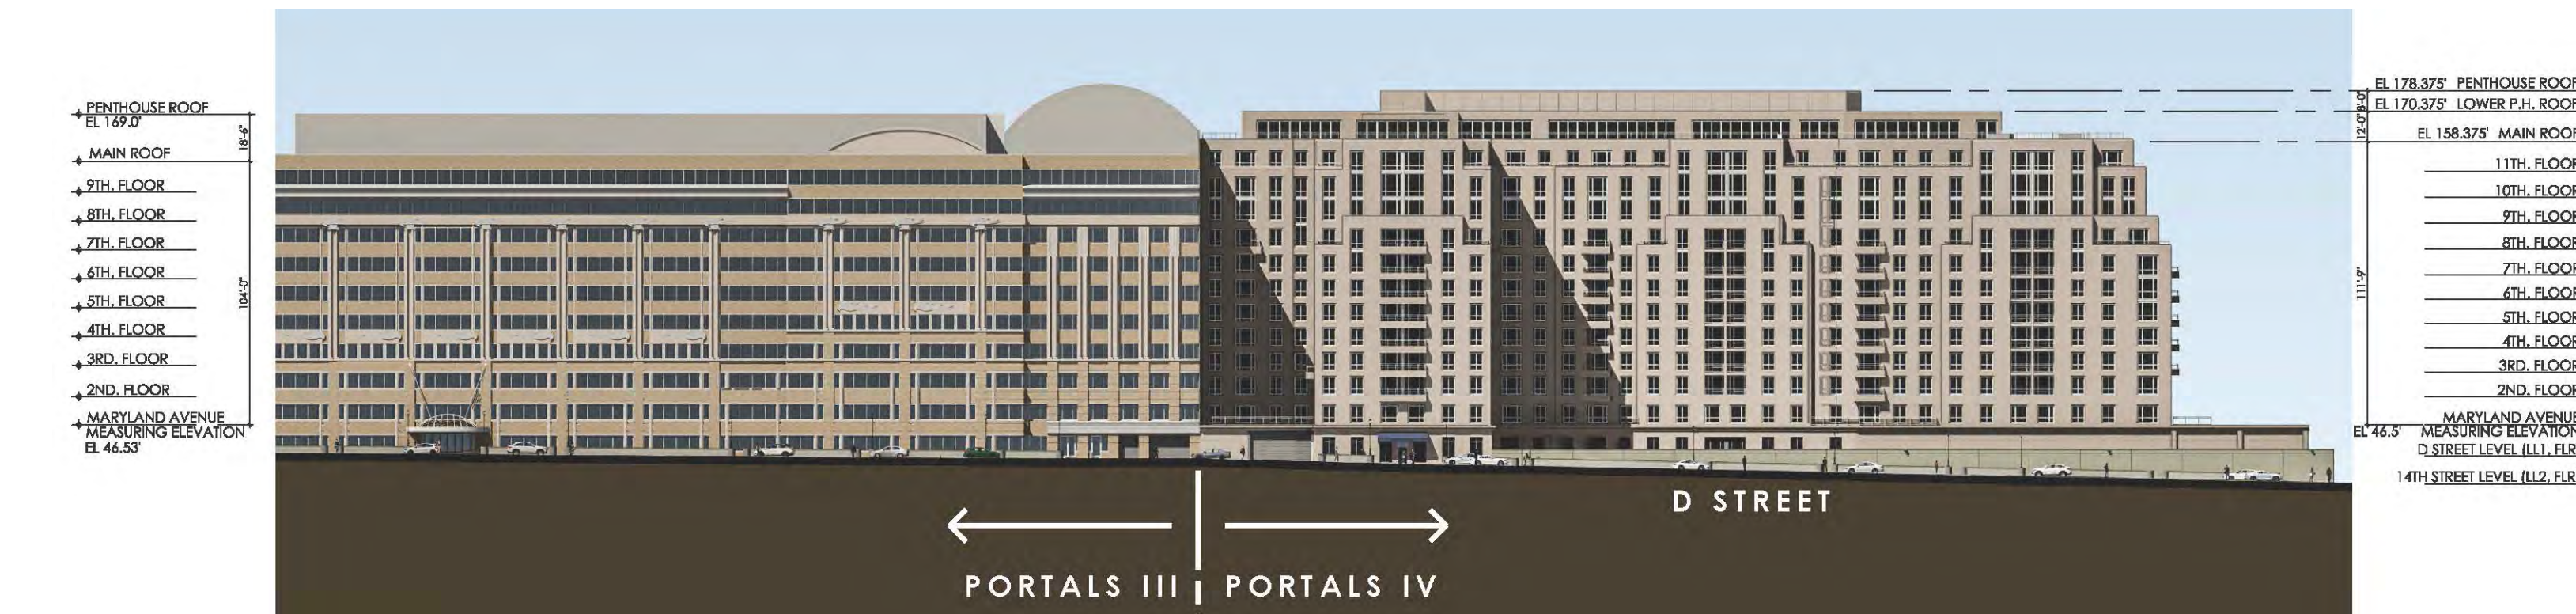 PENTHOUSE ROOF
EL 169.0'
18'-6"
MAIN ROOF
9TH. FLOOR
8TH. FLOOR
7TH. FLOOR
6TH. FLOOR
104'-0"
5TH. FLOOR
4TH. FLOOR
3RD. FLOOR
2ND. FLOOR
MARYLAND AVENUE
MEASURING ELEVATION
EL 46.53'
EL 178.375' PENTHOUSE ROOF
8'-0"
EL 170.375' LOWER P.H. ROOF
12'-0"
EL 158.375' MAIN ROOF
11TH. FLOOR
10TH. FLOOR
9TH. FLOOR
8TH. FLOOR
7TH. FLOOR
111'-9"
6TH. FLOOR
5TH. FLOOR
4TH. FLOOR
3RD. FLOOR
2ND. FLOOR
MARYLAND AVENUE
EL 46.5' MEASURING ELEVATION
D STREET LEVEL (LL1. FLR
14TH STREET LEVEL (LL2. FLR
D STREET
PORTALS III
PORTALS IV